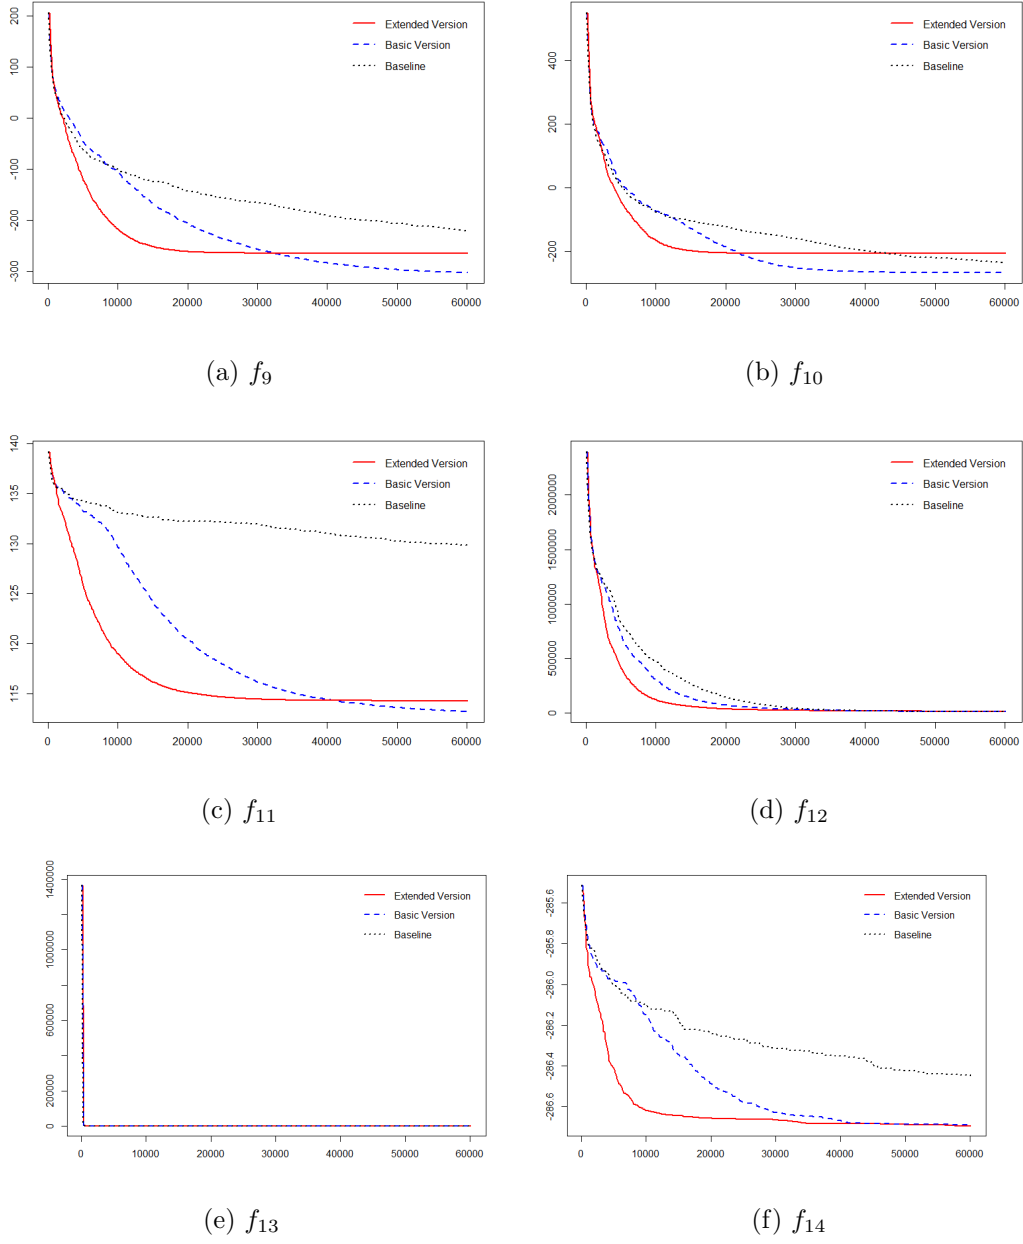 200
100
0
-100
-200
-300
0 10000 20000 30000 40000 50000 60000
Extended Version
Basic Version
Baseline
(a) f9
400
200
0
-200
0 10000 20000 30000 40000 50000 60000
Extended Version
Basic Version
Baseline
(b) f10
140
135
130
125
120
115
0 10000 20000 30000 40000 50000 60000
Extended Version
Basic Version
Baseline
(c) f11
2000000
1500000
1000000
500000
0
0 10000 20000 30000 40000 50000 60000
Extended Version
Basic Version
Baseline
(d) f12
1400000
1000000
600000
200000
0
0 10000 20000 30000 40000 50000 60000
Extended Version
Basic Version
Baseline
(e) f13
-285.6
-285.8
-286.0
-286.2
-286.4
-286.6
0 10000 20000 30000 40000 50000 60000
Extended Version
Basic Version
Baseline
(f) f14